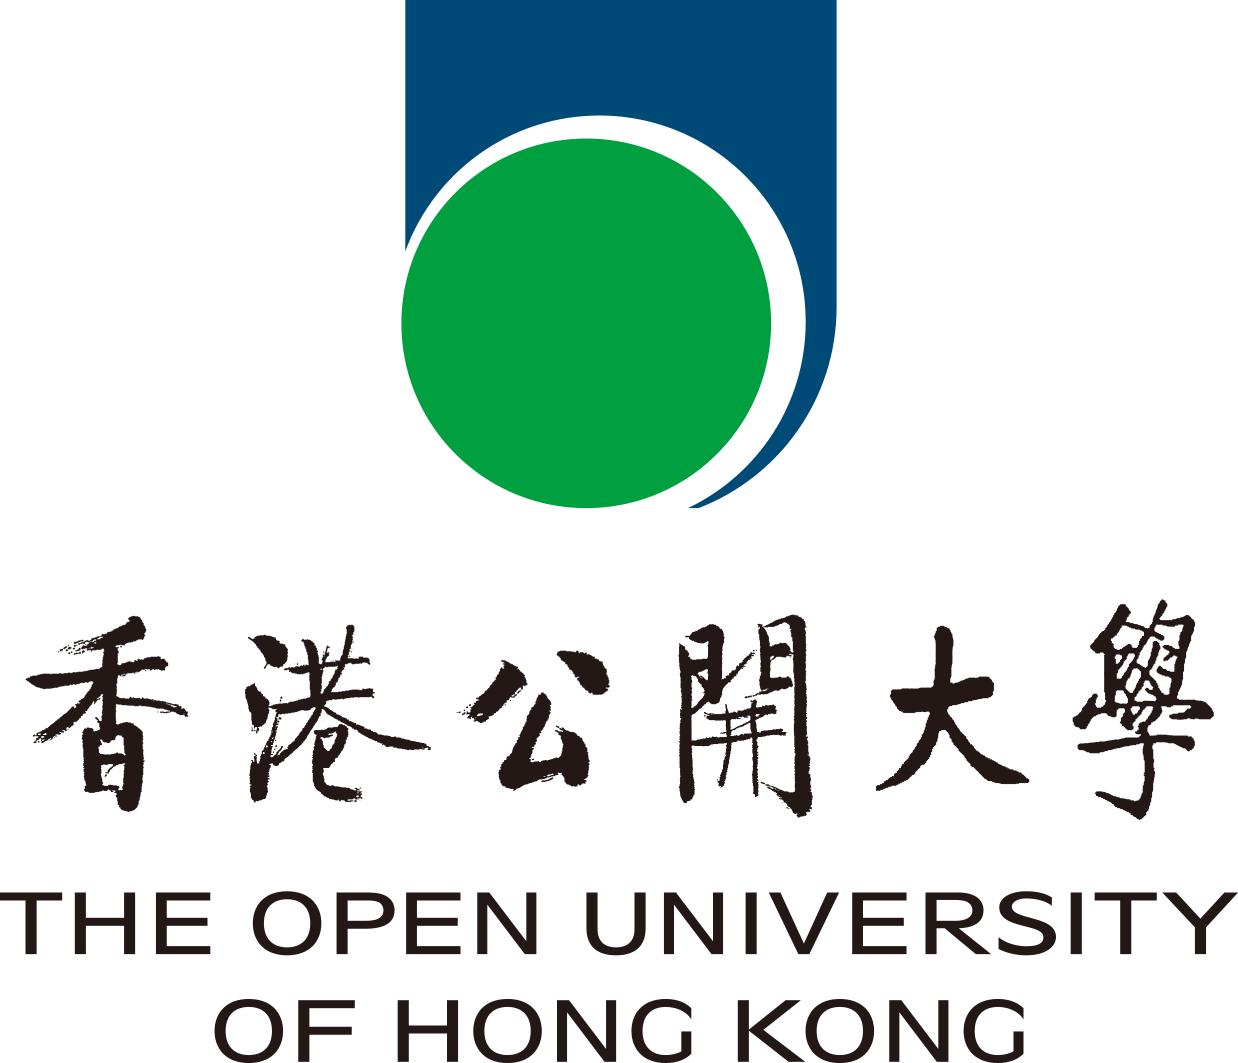 香港公開大學
THE OPEN UNIVERSITY
OF HONG KONG